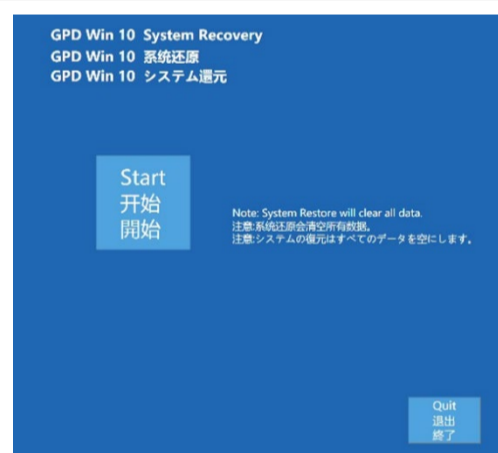 GPD Win 10 System Recovery
GPD Win 10 系统还原
GPD Win 10 システム還元
Start
开始
開始
Note: System Restore will clear all data.
注意:系统还原会清空所有数据。
注意:システムの復元はすべてのデータを空にします。
Quit
退出
終了